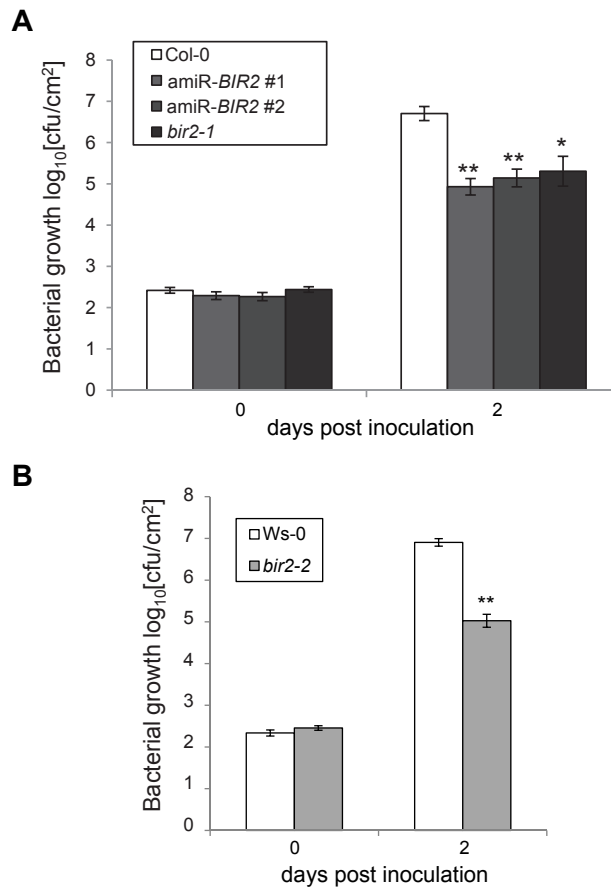 A
Col-0
amiR-BIR2 #1
amiR-BIR2 #2
bir2-1
Bacterial growth log10[cfu/cm2]
8
7
6
5
4
3
2
1
0
** ** *
0 2
days post inoculation
B
Ws-0
bir2-2
Bacterial growth log10[cfu/cm2]
8
7
6
5
4
3
2
1
0
**
0 2
days post inoculation